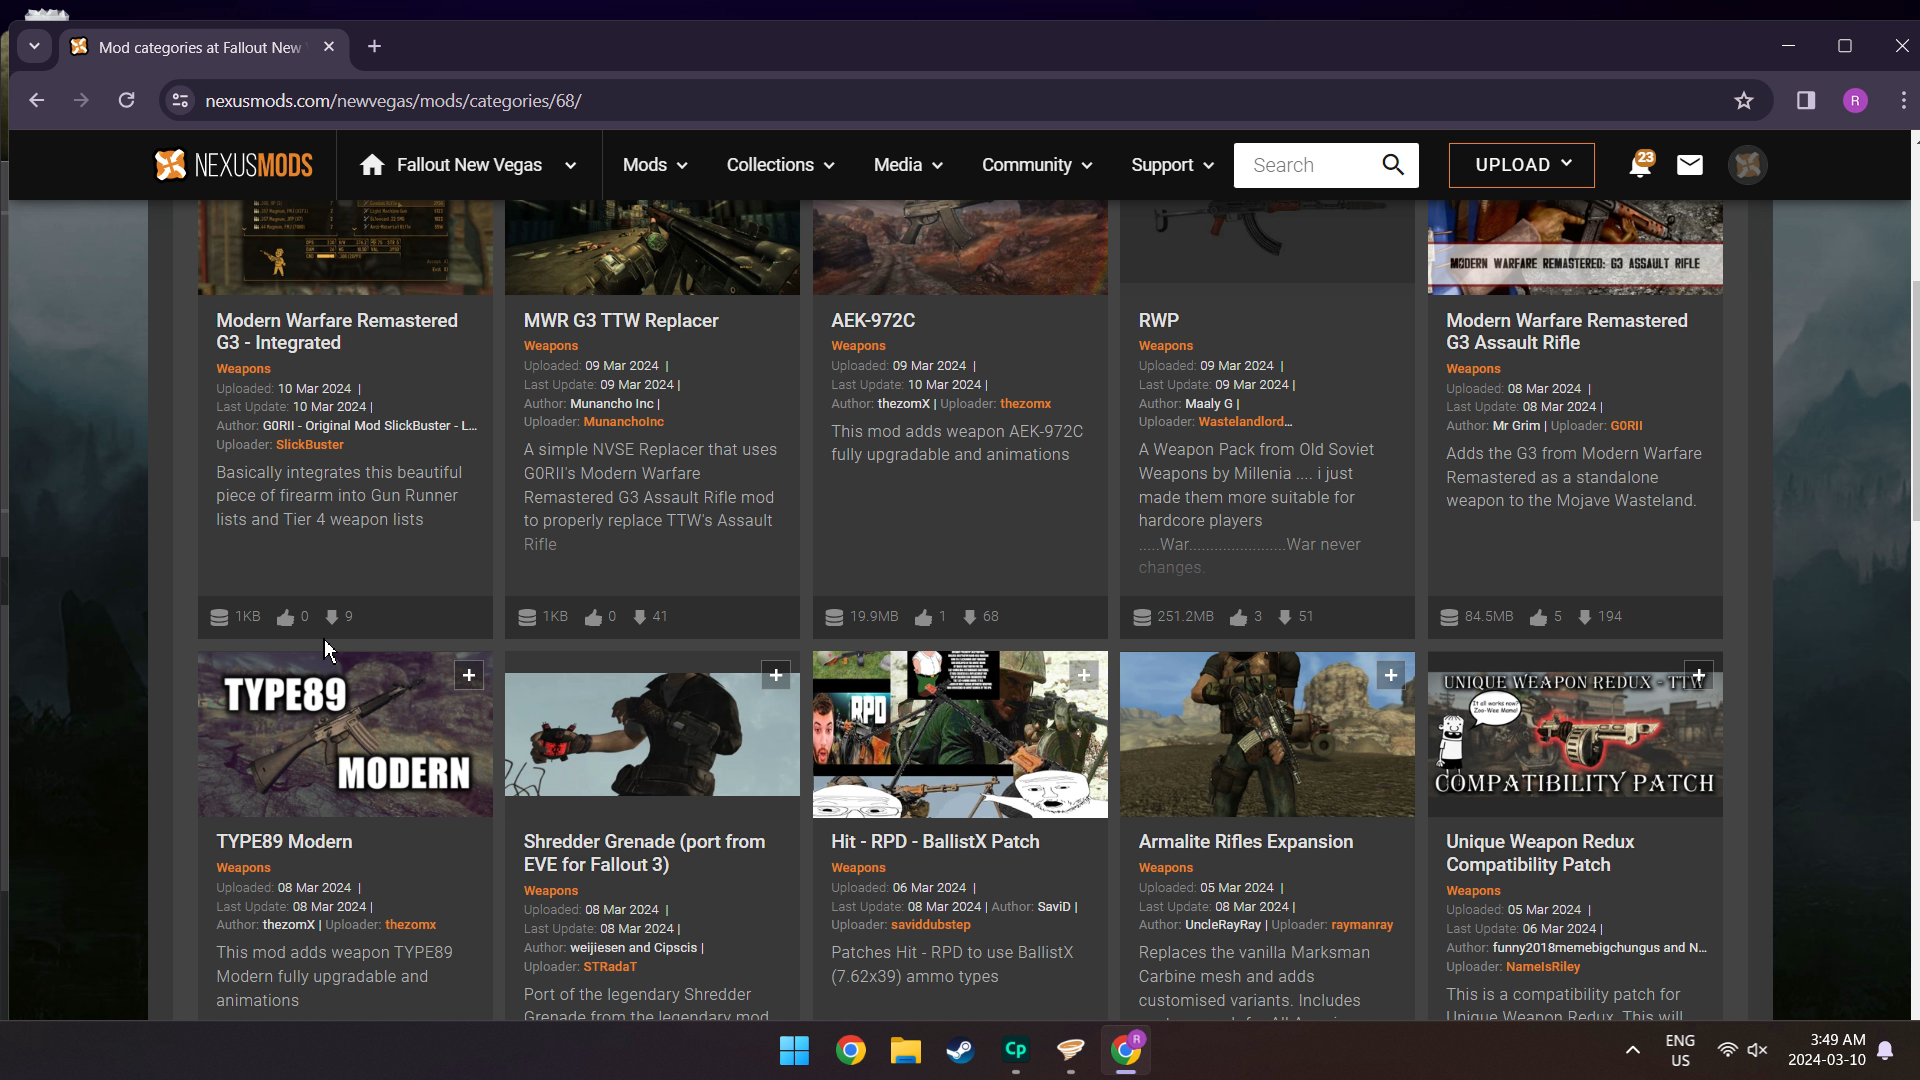 Mod categories at Fallout New
nexusmods.com/newvegas/mods/categories/68/
R
NEXUSMODS
Fallout New Vegas
Mods
Collections
Media
Community
Support
Search
UPLOAD
23
MODERN WARFARE REMASTERED: G3 ASSAULT RIFLE
Modern Warfare Remastered
G3 - Integrated
Weapons
Uploaded: 10 Mar 2024 |
Last Update: 10 Mar 2024 |
Author: G0RII - Original Mod SlickBuster - L...
Uploader: SlickBuster
Basically integrates this beautiful
piece of firearm into Gun Runner
lists and Tier 4 weapon lists
1KB 0 9
MWR G3 TTW Replacer
Weapons
Uploaded: 09 Mar 2024 |
Last Update: 09 Mar 2024 |
Author: Munancho Inc |
Uploader: MunanchoInc
A simple NVSE Replacer that uses
G0RII's Modern Warfare
Remastered G3 Assault Rifle mod
to properly replace TTW's Assault
Rifle
1KB 0 41
AEK-972C
Weapons
Uploaded: 09 Mar 2024 |
Last Update: 10 Mar 2024 |
Author: thezomX | Uploader: thezomx
This mod adds weapon AEK-972C
fully upgradable and animations
19.9MB 1 68
RWP
Weapons
Uploaded: 09 Mar 2024 |
Last Update: 09 Mar 2024 |
Author: Maaly G |
Uploader: Wastelandlord...
A Weapon Pack from Old Soviet
Weapons by Millenia .... i just
made them more suitable for
hardcore players
.....War.......................War never
changes.
251.2MB 3 51
Modern Warfare Remastered
G3 Assault Rifle
Weapons
Uploaded: 08 Mar 2024 |
Last Update: 08 Mar 2024 |
Author: Mr Grim | Uploader: G0RII
Adds the G3 from Modern Warfare
Remastered as a standalone
weapon to the Mojave Wasteland.
84.5MB 5 194
TYPE89
MODERN
TYPE89 Modern
Weapons
Uploaded: 08 Mar 2024 |
Last Update: 08 Mar 2024 |
Author: thezomX | Uploader: thezomx
This mod adds weapon TYPE89
Modern fully upgradable and
animations
Shredder Grenade (port from
EVE for Fallout 3)
Weapons
Uploaded: 08 Mar 2024 |
Last Update: 08 Mar 2024 |
Author: weijiesen and Cipscis |
Uploader: STRadaT
Port of the legendary Shredder
Grenade from the legendary mod
RPD
Hit - RPD - BallistX Patch
Weapons
Uploaded: 06 Mar 2024 |
Last Update: 08 Mar 2024 | Author: SaviD |
Uploader: saviddubstep
Patches Hit - RPD to use BallistX
(7.62x39) ammo types
Armalite Rifles Expansion
Weapons
Uploaded: 05 Mar 2024 |
Last Update: 08 Mar 2024 |
Author: UncleRayRay | Uploader: raymanray
Replaces the vanilla Marksman
Carbine mesh and adds
customised variants. Includes
UNIQUE WEAPON REDUX - TTW
It all works now?
Zoo-Wee Mama!
COMPATIBILITY PATCH
Unique Weapon Redux
Compatibility Patch
Weapons
Uploaded: 05 Mar 2024 |
Last Update: 06 Mar 2024 |
Author: funny2018memebigchungus and N...
Uploader: NameIsRiley
This is a compatibility patch for
Unique Weapon Redux. This will
Cp
R
ENG
US
3:49 AM
2024-03-10